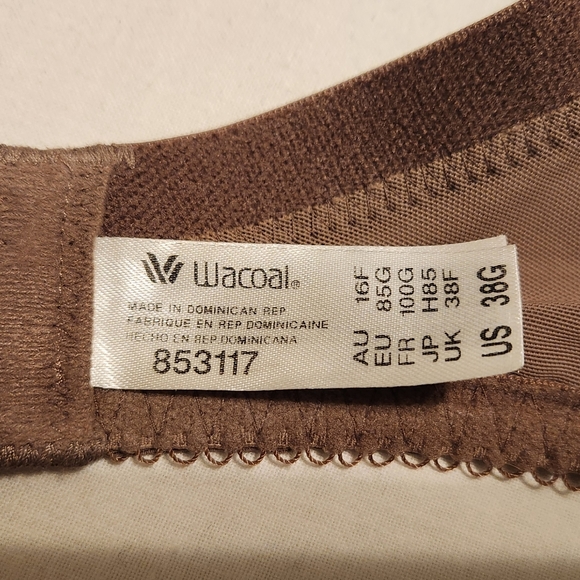 Wacoal®
MADE IN DOMINICAN REP
FABRIQUE EN REP DOMINICAINE
HECHO EN REP DOMINICANA
853117
AU 16F
EU 85G
FR 100G
JP H85
UK 38F
US 38G